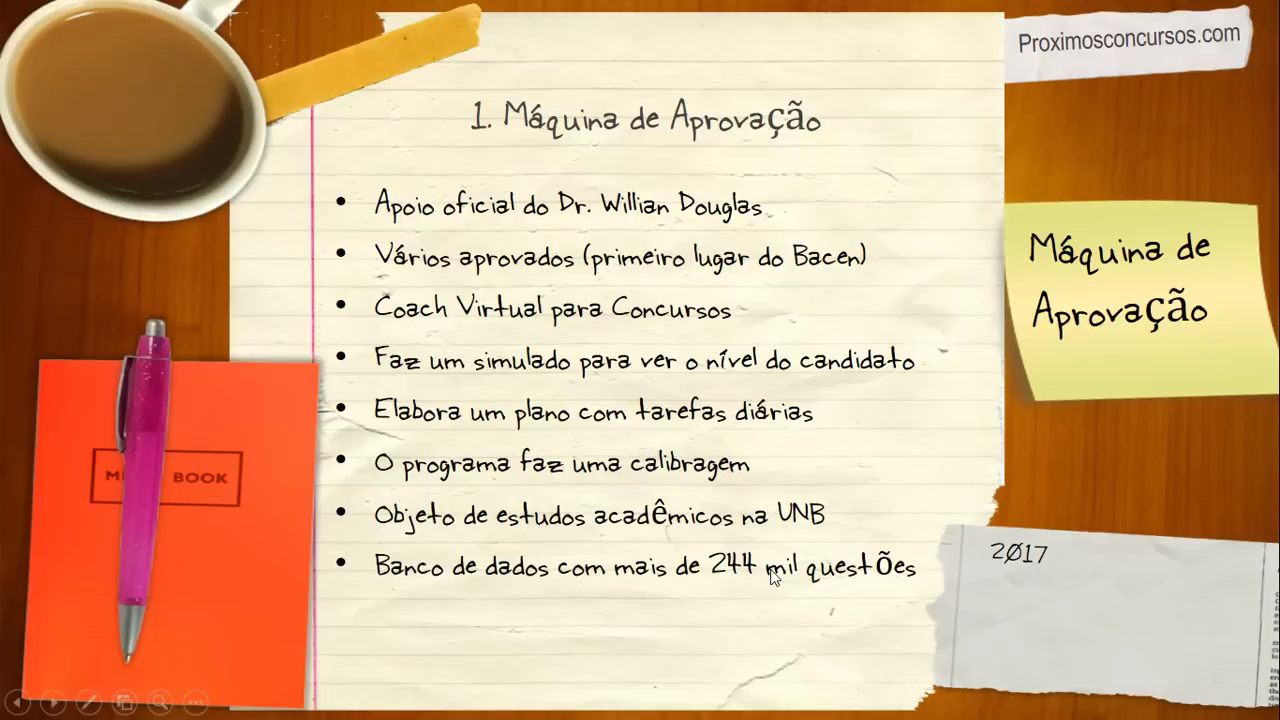 Proximosconcursos.com
1. Máquina de Aprovação
Apoio oficial do Dr. Willian Douglas
Vários aprovados (primeiro lugar do Bacen)
Coach Virtual para Concursos
Faz um simulado para ver o nível do candidato
Elabora um plano com tarefas diárias
O programa faz uma calibragem
Objeto de estudos acadêmicos na UNB
Banco de dados com mais de 244 mil questões
Máquina de
Aprovação
2017
BOOK